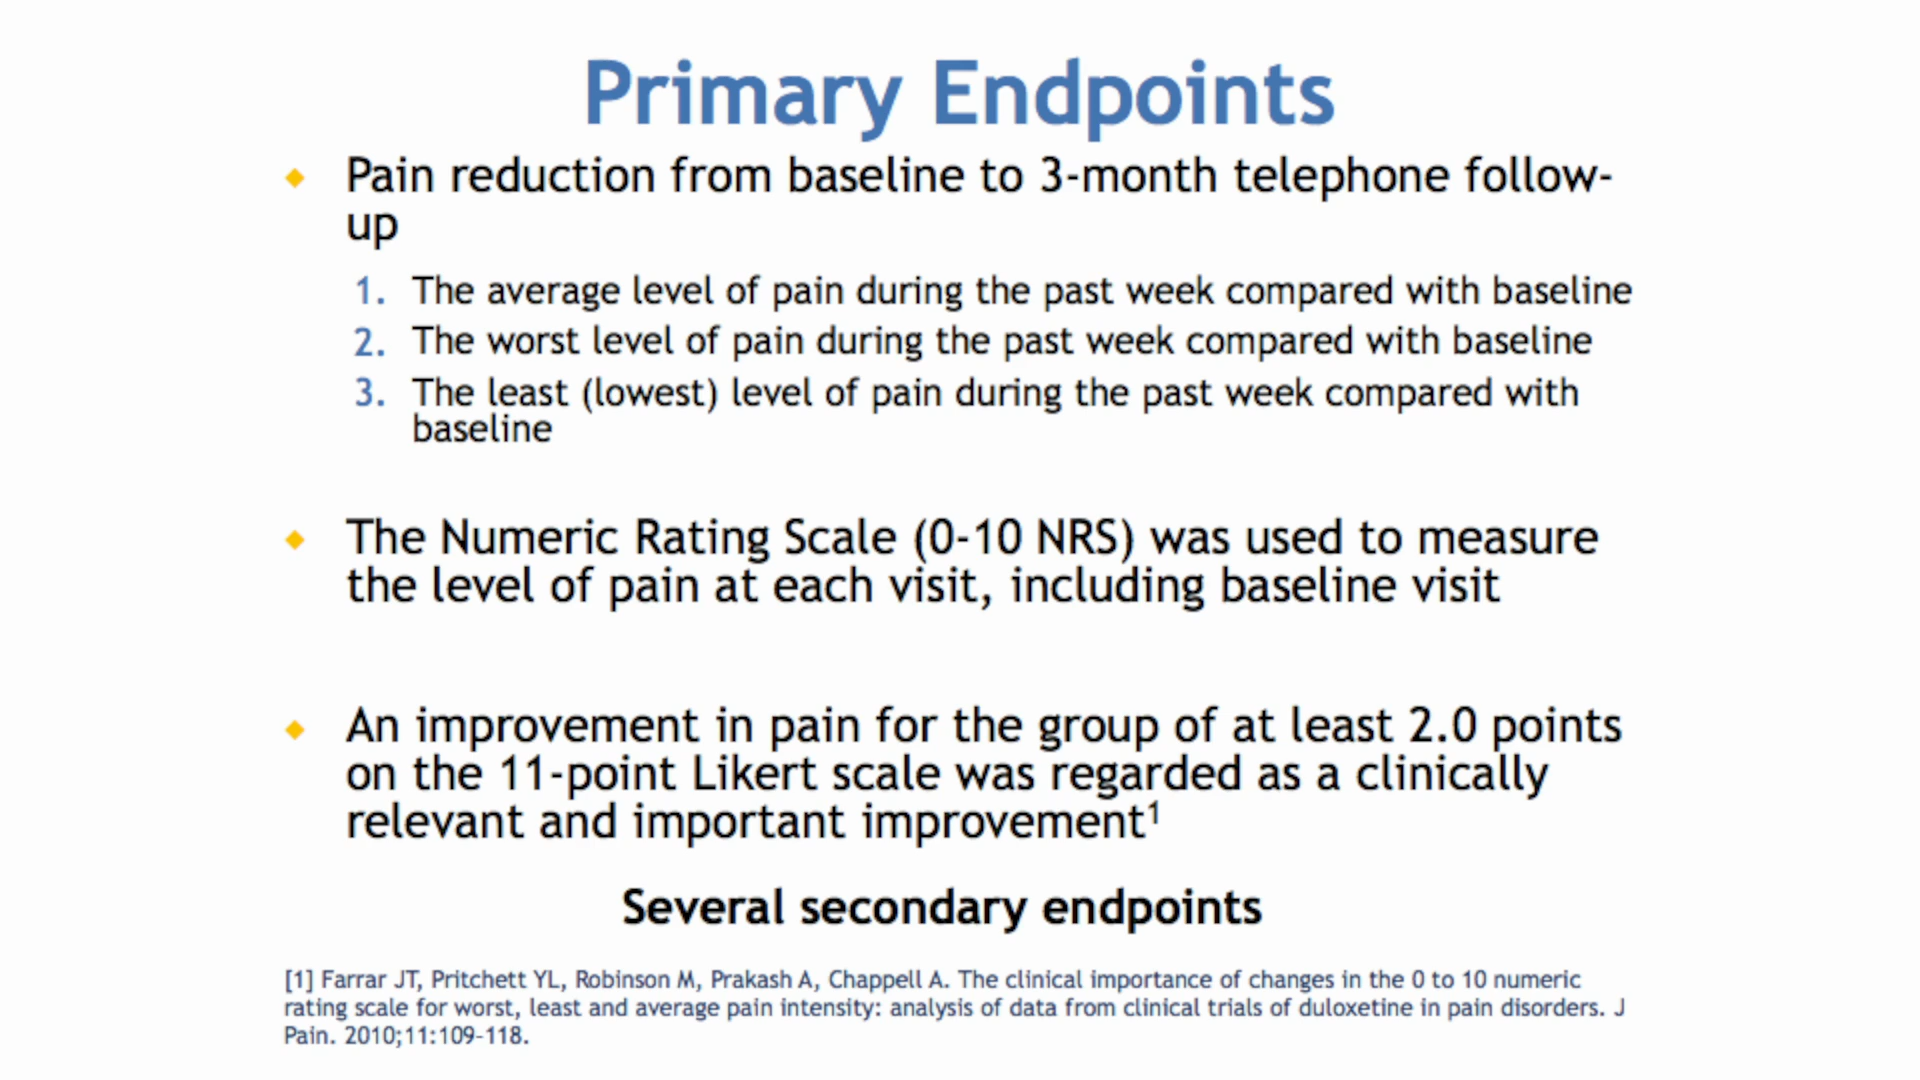 Primary Endpoints
◆ Pain reduction from baseline to 3-month telephone follow-
up
1. The average level of pain during the past week compared with baseline
2. The worst level of pain during the past week compared with baseline
3. The least (lowest) level of pain during the past week compared with
baseline
◆ The Numeric Rating Scale (0-10 NRS) was used to measure
the level of pain at each visit, including baseline visit
◆ An improvement in pain for the group of at least 2.0 points
on the 11-point Likert scale was regarded as a clinically
relevant and important improvement¹
Several secondary endpoints
[1] Farrar JT, Pritchett YL, Robinson M, Prakash A, Chappell A. The clinical importance of changes in the 0 to 10 numeric
rating scale for worst, least and average pain intensity: analysis of data from clinical trials of duloxetine in pain disorders. J
Pain. 2010;11:109–118.